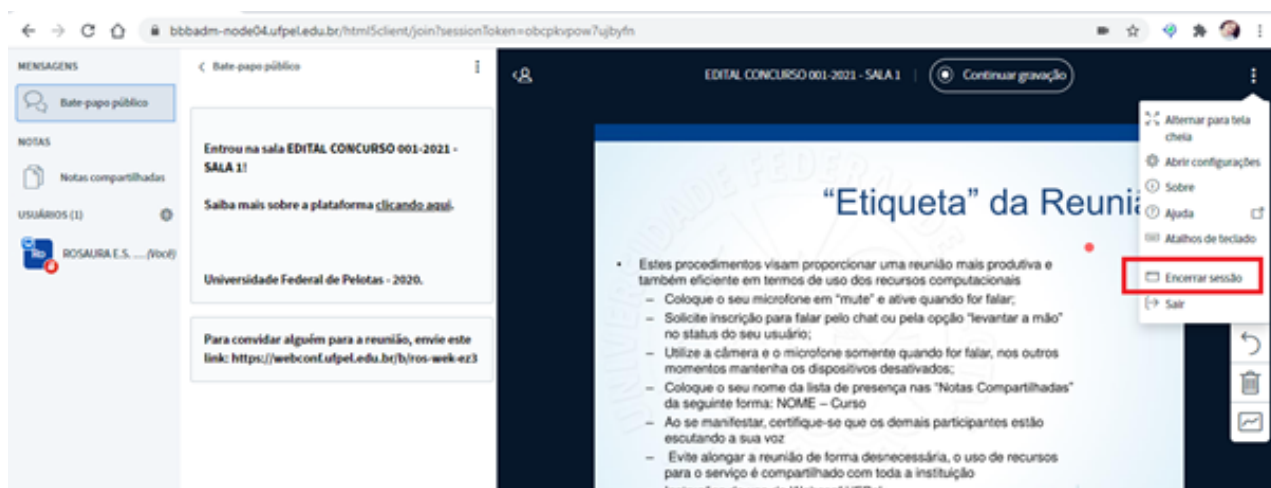 bbbadm-node04.ufpel.edu.br/html5client/join?sessionToken=obcpkvpow7ujbyfn
MENSAGENS
Bate-papo público
NOTAS
Notas compartilhadas
USUÁRIOS (1)
RO
ROSAURA E.S. .... (Você)
Bate-papo público
Entrou na sala EDITAL CONCURSO 001-2021 -
SALA 1!
Saiba mais sobre a plataforma clicando aqui.
Universidade Federal de Pelotas - 2020.
Para convidar alguém para a reunião, envie este
link: https://webconf.ufpel.edu.br/b/ros-wek-ez3
EDITAL CONCURSO 001-2021 - SALA 1
Continuar gravação
Alternar para tela
cheia
Abrir configurações
Sobre
Ajuda
Atalhos de teclado
Encerrar sessão
Sair
UNIVERSIDADE FEDERAL
“Etiqueta” da Reuni
• Estes procedimentos visam proporcionar uma reunião mais produtiva e
também eficiente em termos de uso dos recursos computacionais
– Coloque o seu microfone em “mute” e ative quando for falar;
– Solicite inscrição para falar pelo chat ou pela opção “levantar a mão”
no status do seu usuário;
– Utilize a câmera e o microfone somente quando for falar, nos outros
momentos mantenha os dispositivos desativados;
– Coloque o seu nome da lista de presença nas “Notas Compartilhadas”
da seguinte forma: NOME – Curso
– Ao se manifestar, certifique-se que os demais participantes estão
escutando a sua voz
– Evite alongar a reunião de forma desnecessária, o uso de recursos
para o serviço é compartilhado com toda a instituição